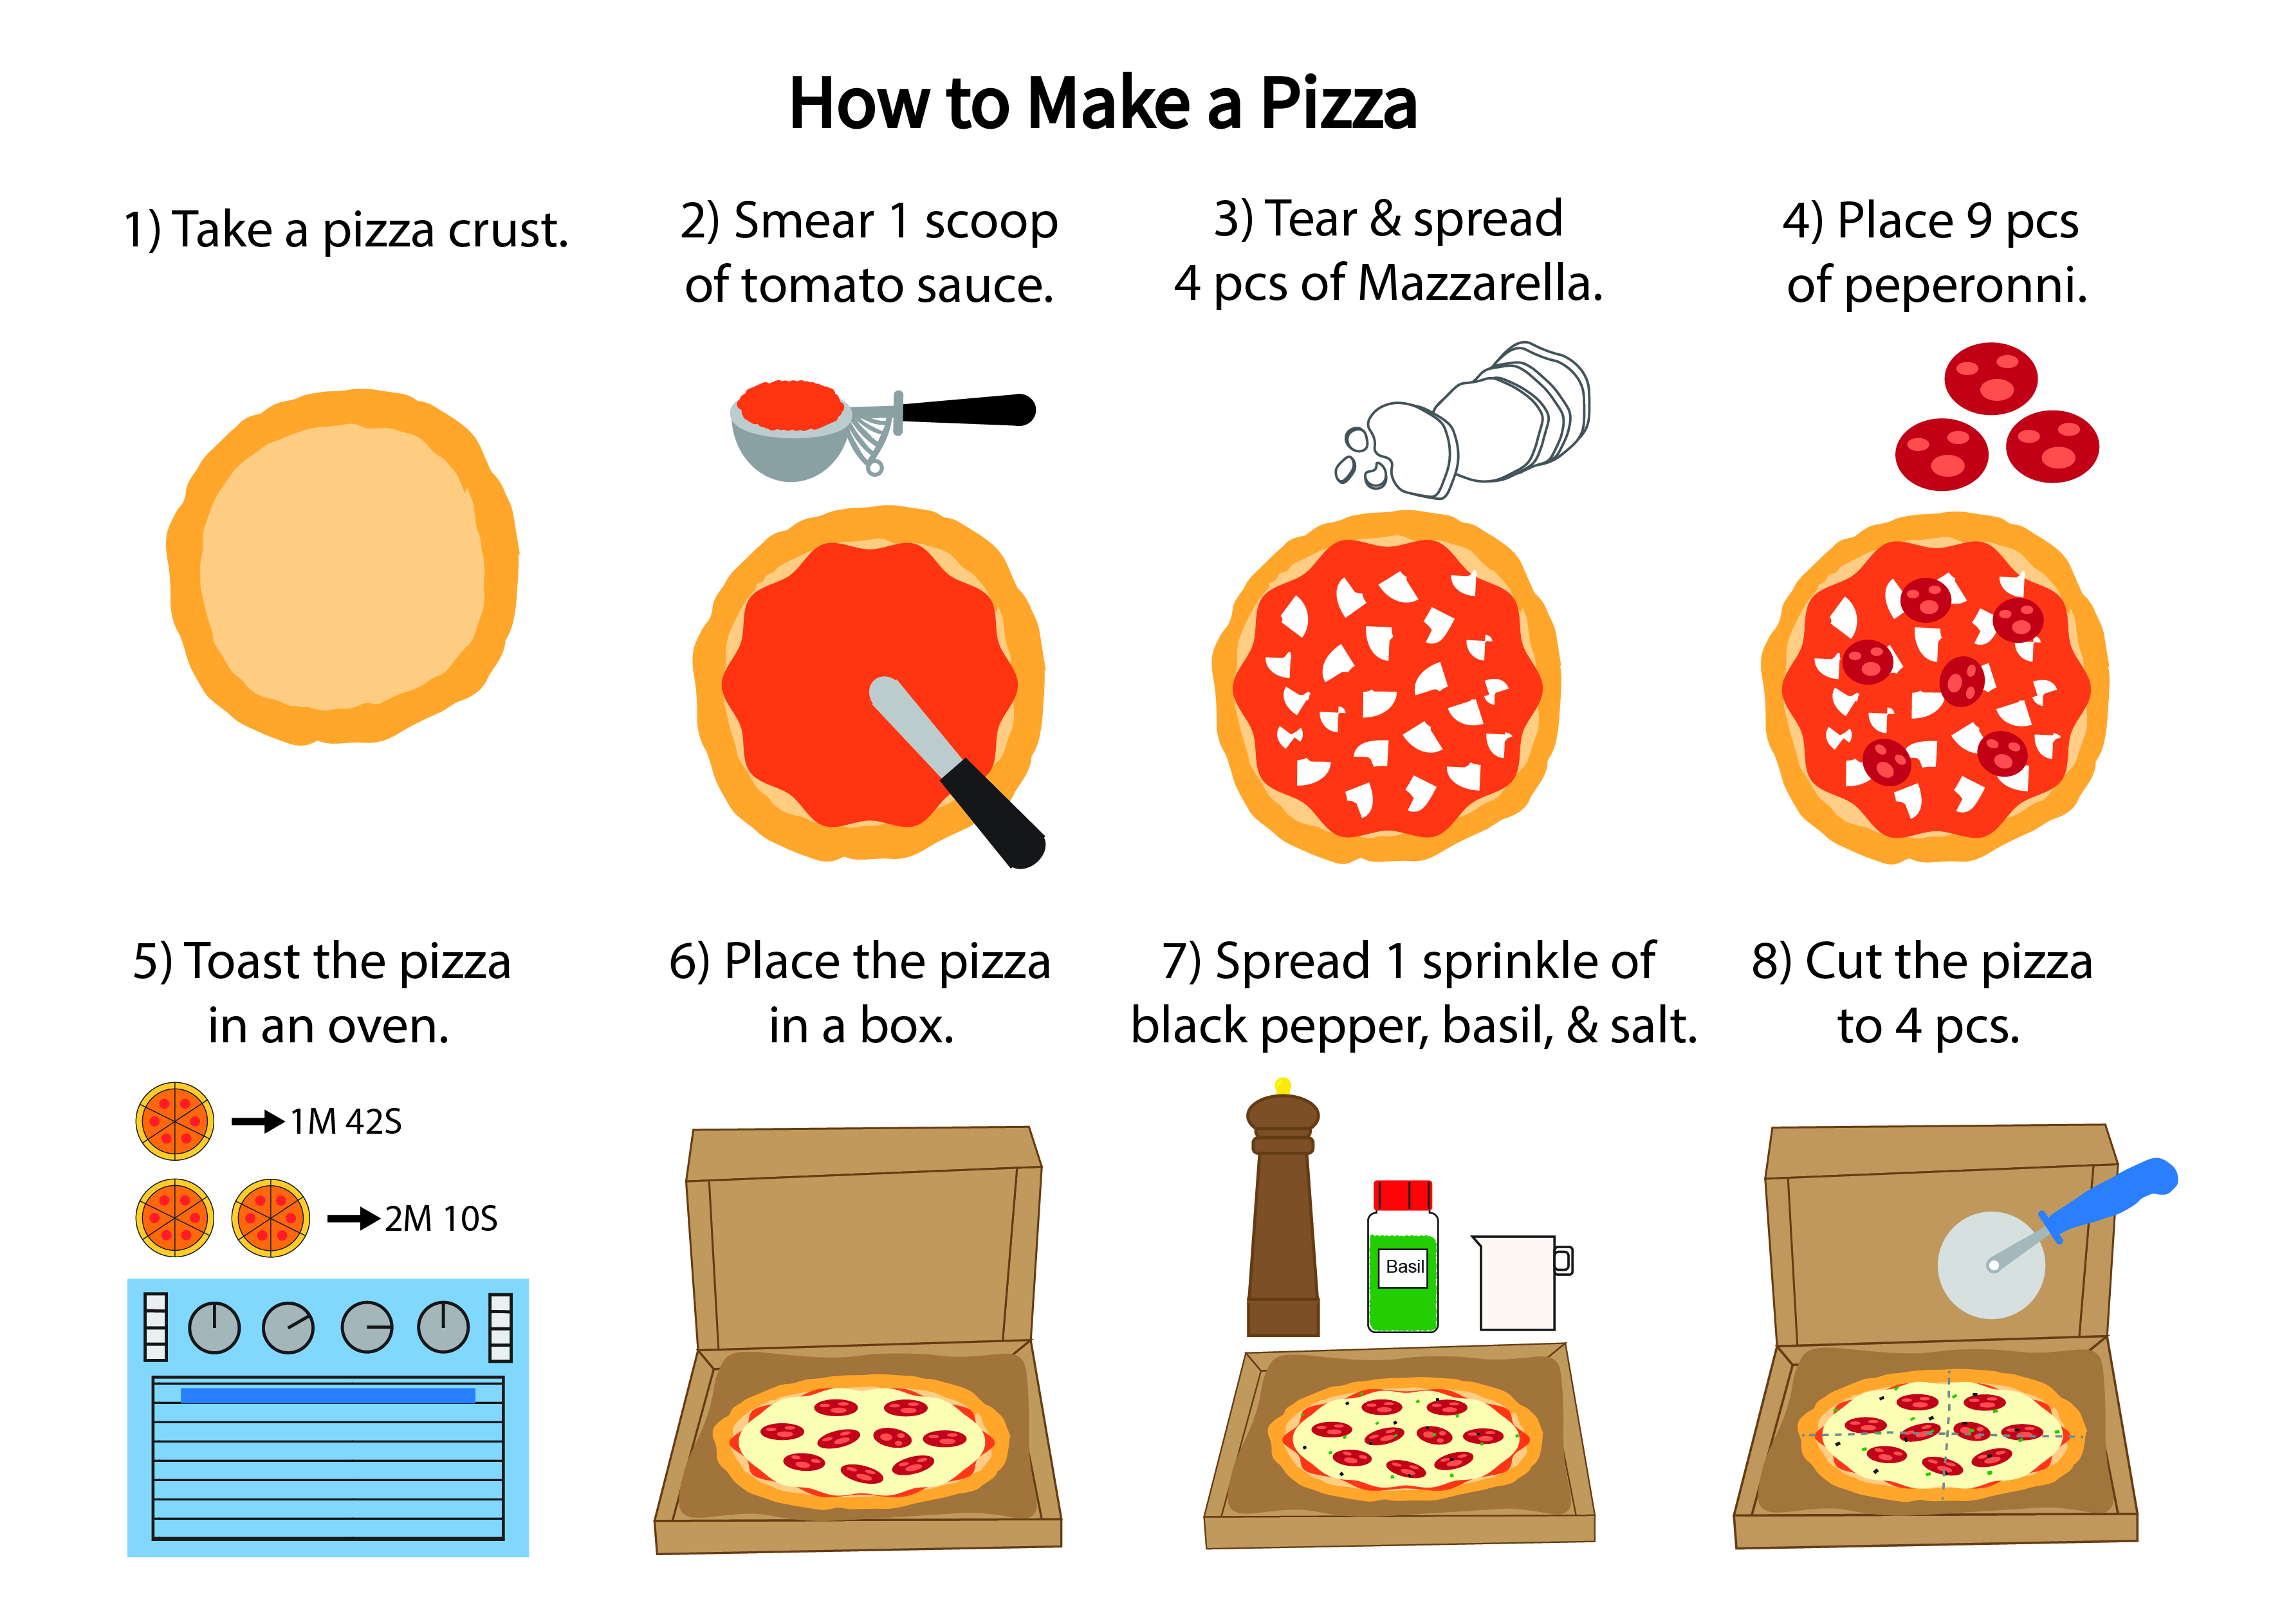 How to Make a Pizza
1) Take a pizza crust.
2) Smear 1 scoop
of tomato sauce.
3) Tear & spread
4 pcs of Mazzarella.
4) Place 9 pcs
of peperonni.
5) Toast the pizza
in an oven.
1M 42S
2M 10S
6) Place the pizza
in a box.
7) Spread 1 sprinkle of
black pepper, basil, & salt.
Basil
8) Cut the pizza
to 4 pcs.